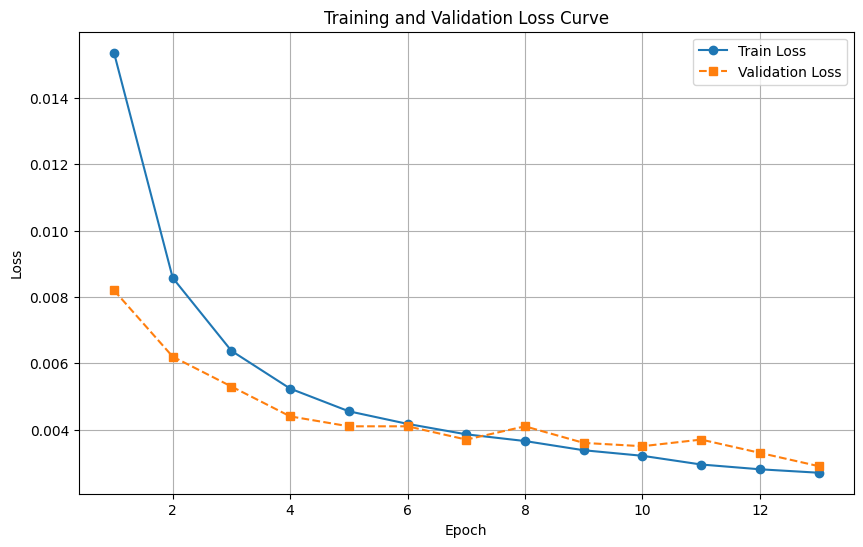 Training and Validation Loss Curve
Train Loss
Validation Loss
0.014
0.012
0.010
0.008
0.006
0.004
Loss
2
4
6
8
10
12
Epoch